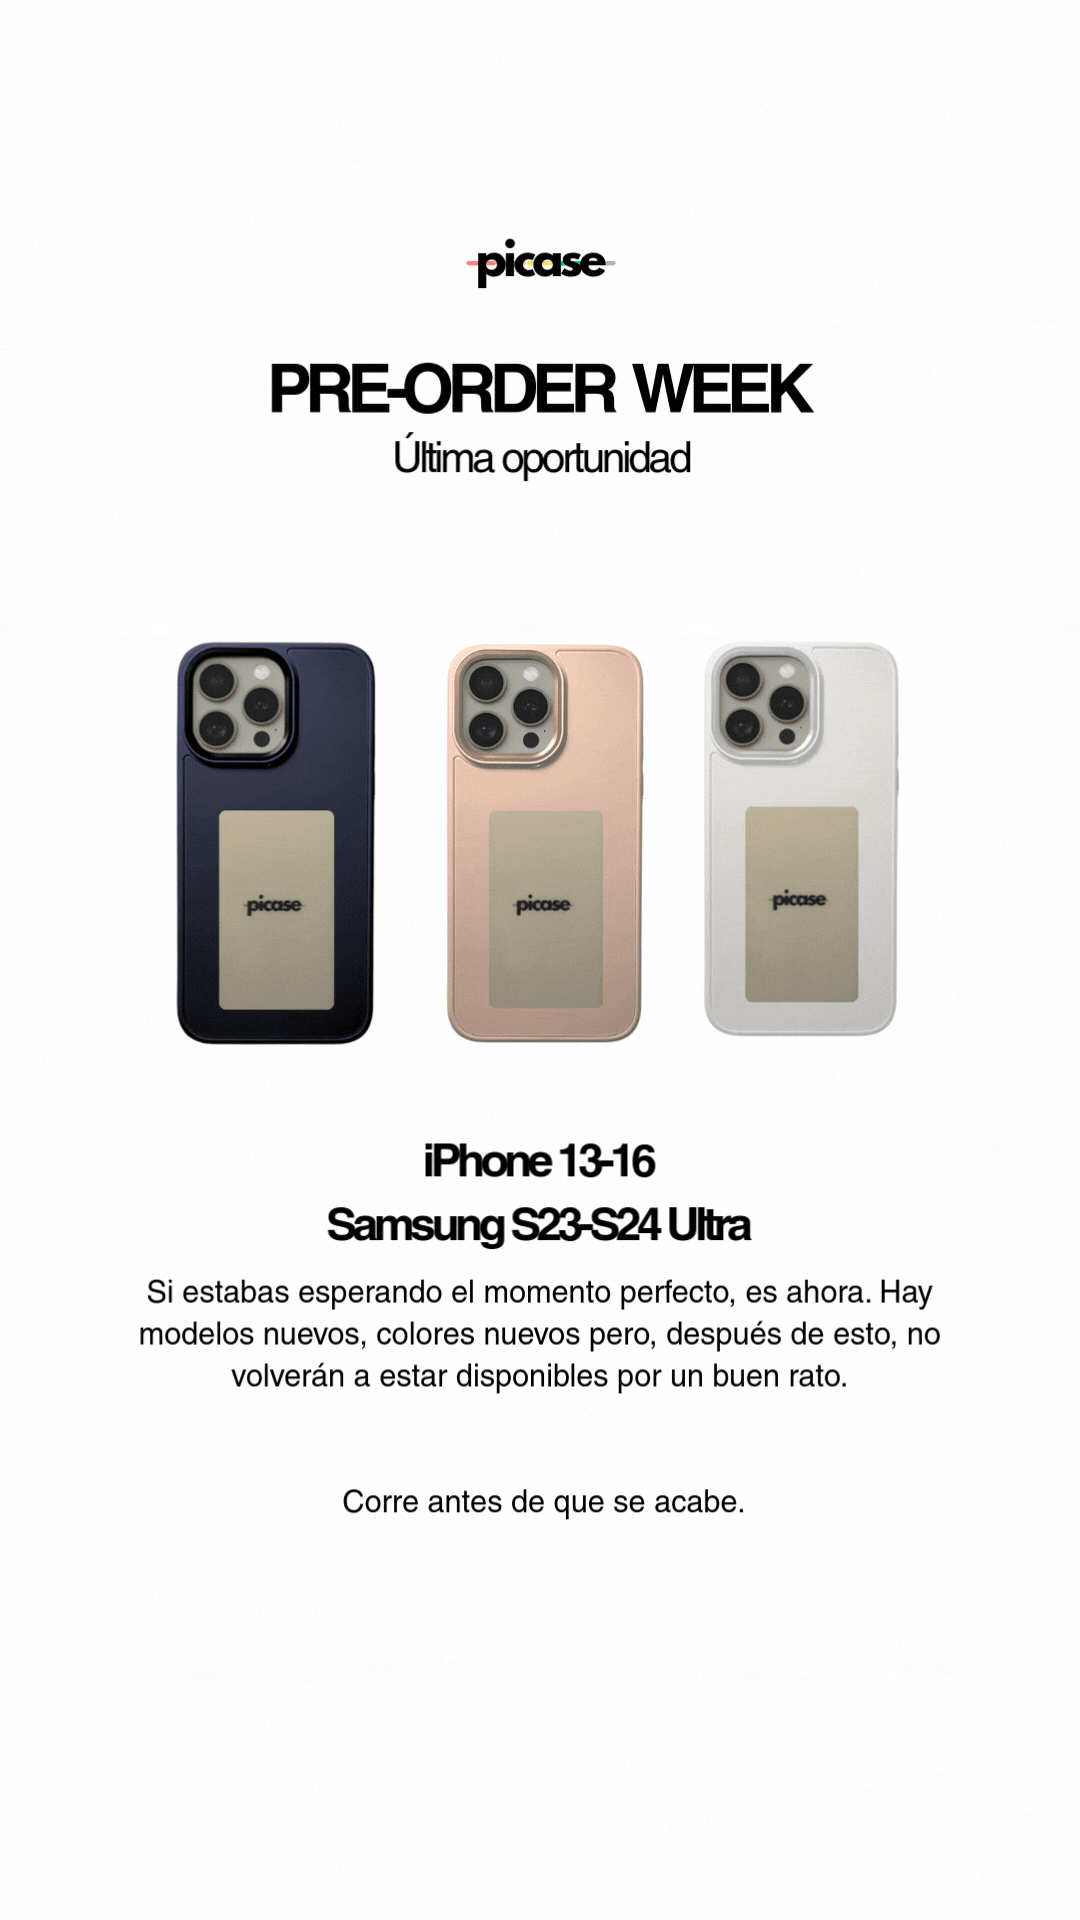 picase
PRE-ORDER WEEK
Última oportunidad
picase
picase
picase
iPhone 13-16
Samsung S23-S24 Ultra
Si estabas esperando el momento perfecto, es ahora. Hay
modelos nuevos, colores nuevos pero, después de esto, no
volverán a estar disponibles por un buen rato.
Corre antes de que se acabe.